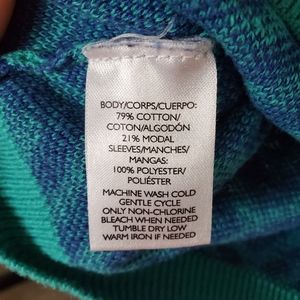 BODY/CORPS/CUERPO:
79% COTTON/
COTON/ALGODÓN
21% MODAL
SLEEVES/MANCHES/
MANGAS:
100% POLYESTER/
POLIÉSTER
MACHINE WASH COLD
GENTLE CYCLE
ONLY NON-CHLORINE
BLEACH WHEN NEEDED
TUMBLE DRY LOW
WARM IRON IF NEEDED